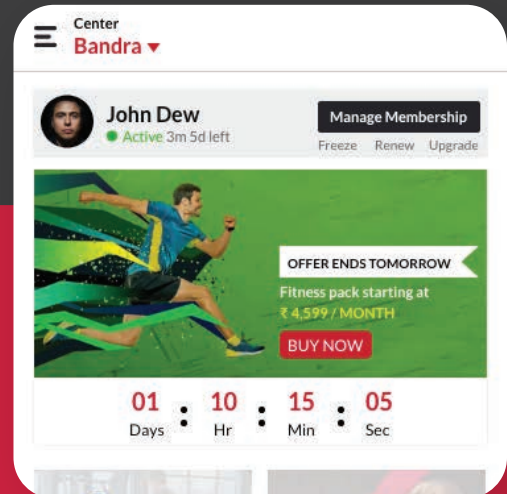 Center
Bandra
John Dew
Active 3m 5d left
Manage Membership
Freeze Renew Upgrade
OFFER ENDS TOMORROW
Fitness pack starting at
₹ 4,599 / MONTH
BUY NOW
01 : 10 : 15 : 05
Days Hr Min Sec